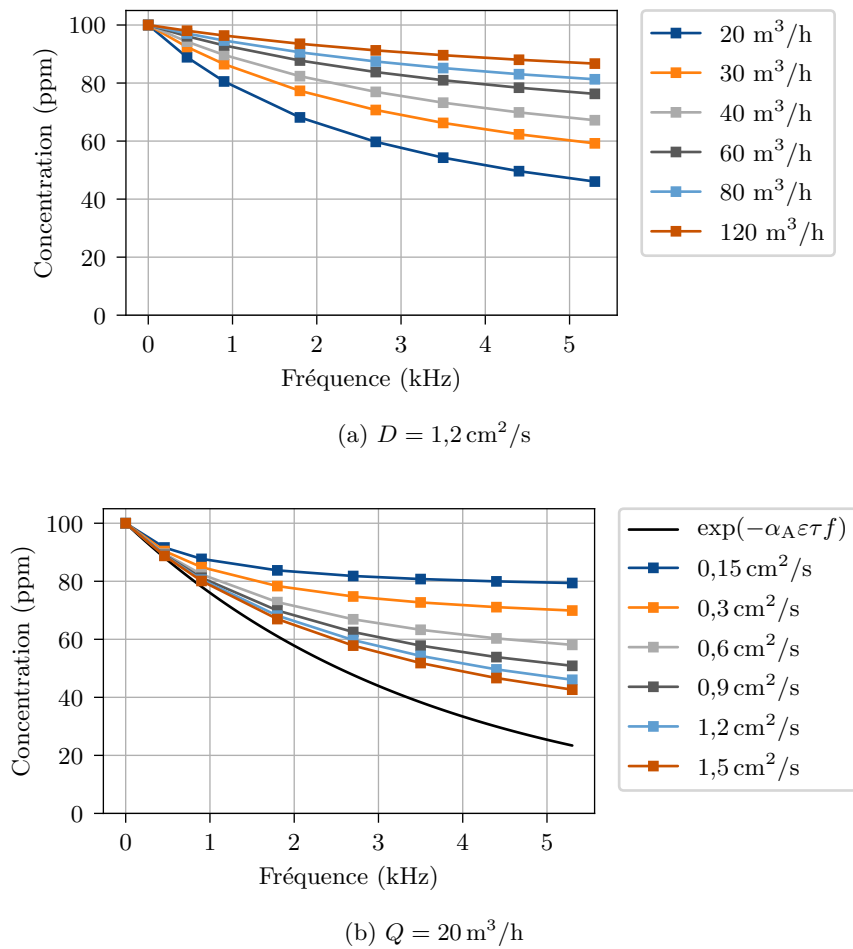 100
80
60
40
20
0
Concentration (ppm)
0 1 2 3 4 5
Fréquence (kHz)
20 m³/h
30 m³/h
40 m³/h
60 m³/h
80 m³/h
120 m³/h
(a) D = 1,2 cm²/s
100
80
60
40
20
0
Concentration (ppm)
0 1 2 3 4 5
Fréquence (kHz)
exp(−α_Aετf)
0,15 cm²/s
0,3 cm²/s
0,6 cm²/s
0,9 cm²/s
1,2 cm²/s
1,5 cm²/s
(b) Q = 20 m³/h